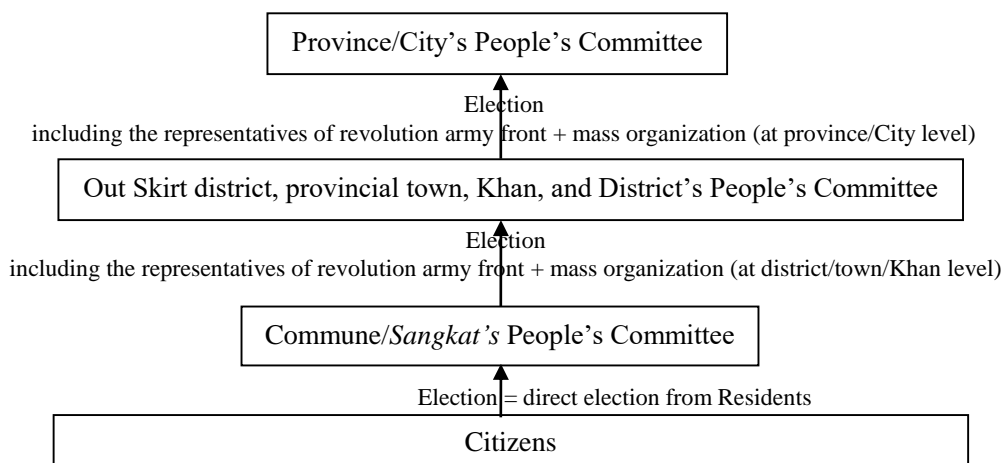 Province/City’s People’s Committee
Election
including the representatives of revolution army front + mass organization (at province/City level)
Out Skirt district, provincial town, Khan, and District’s People’s Committee
Election
including the representatives of revolution army front + mass organization (at district/town/Khan level)
Commune/Sangkat’s People’s Committee
Election = direct election from Residents
Citizens